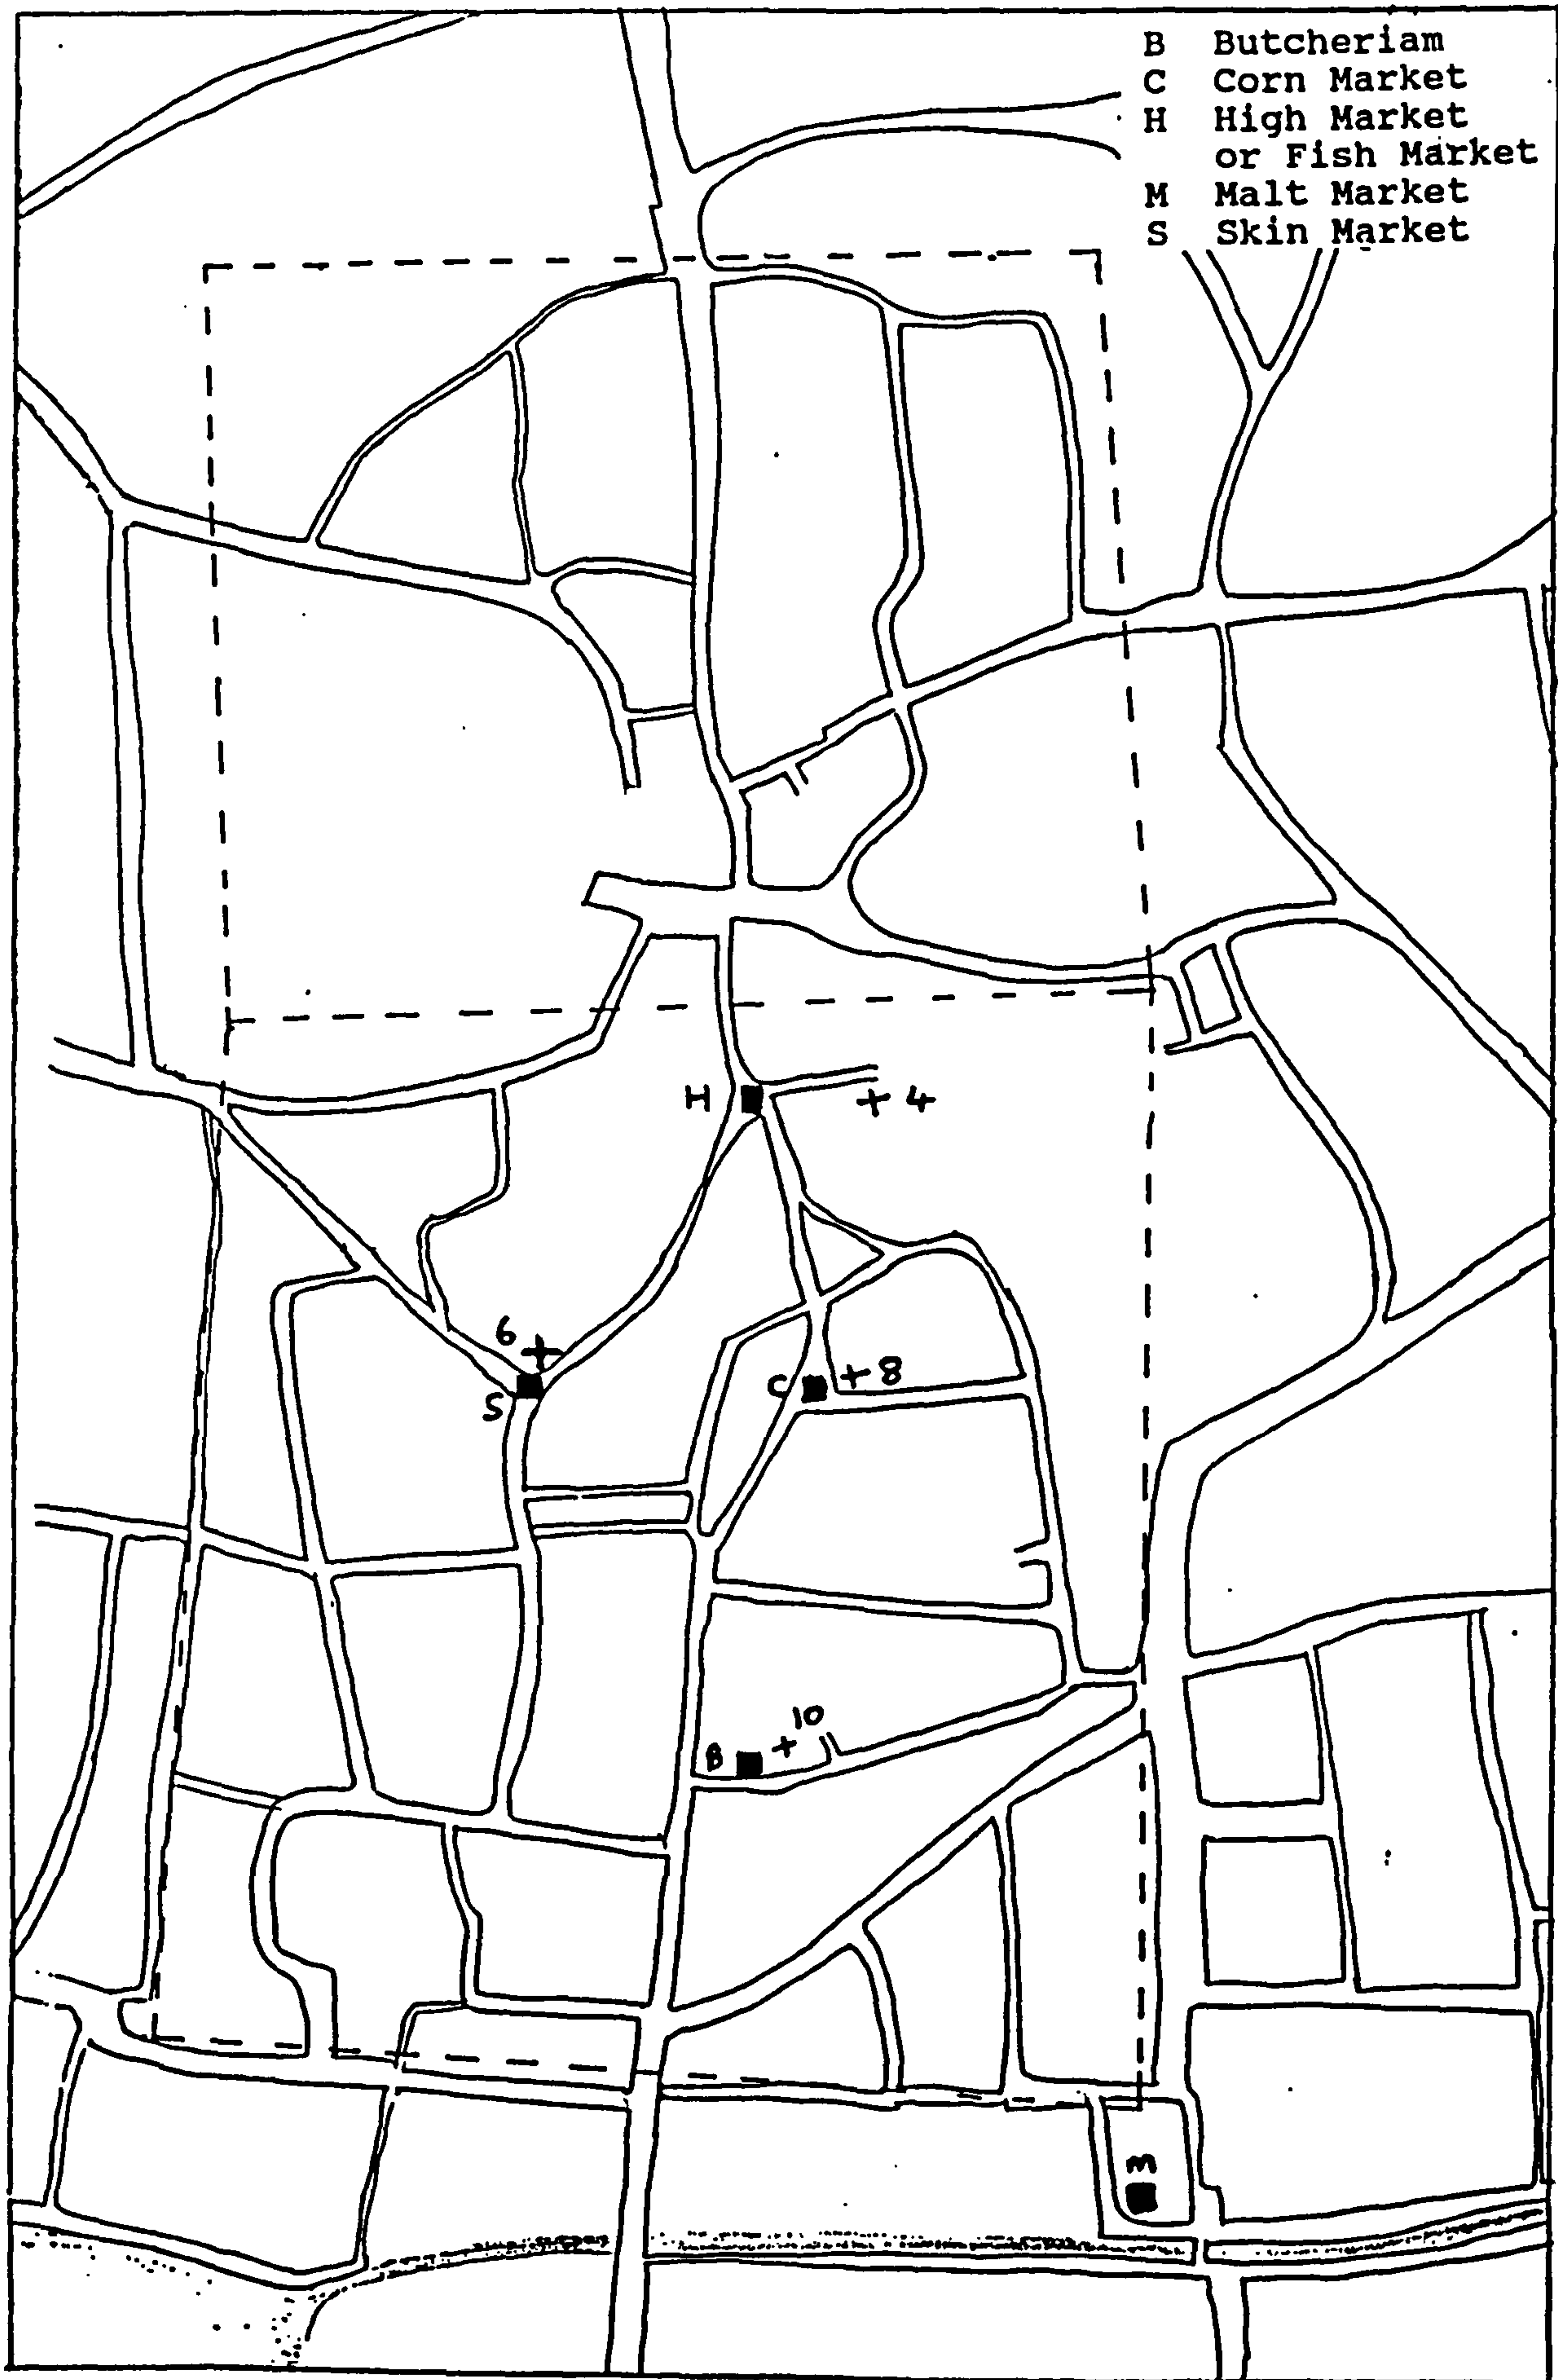 B Butcheriam
C Corn Market
H High Market
or Fish Market
M Malt Market
S Skin Market
H
+ 4
6
+
S
C
+ 8
10
B
+
m